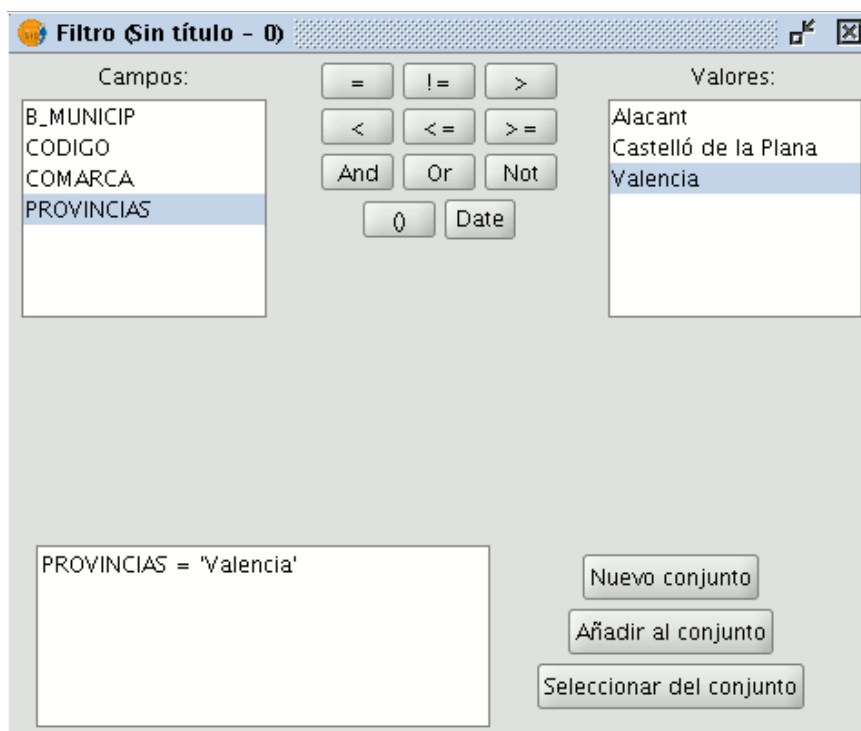 Filtro (Sin título - 0)
Campos:
B_MUNICIP
CODIGO
COMARCA
PROVINCIAS
= != >
< <= >=
And Or Not
() Date
Valores:
Alacant
Castelló de la Plana
Valencia
PROVINCIAS = 'Valencia'
Nuevo conjunto
Añadir al conjunto
Seleccionar del conjunto